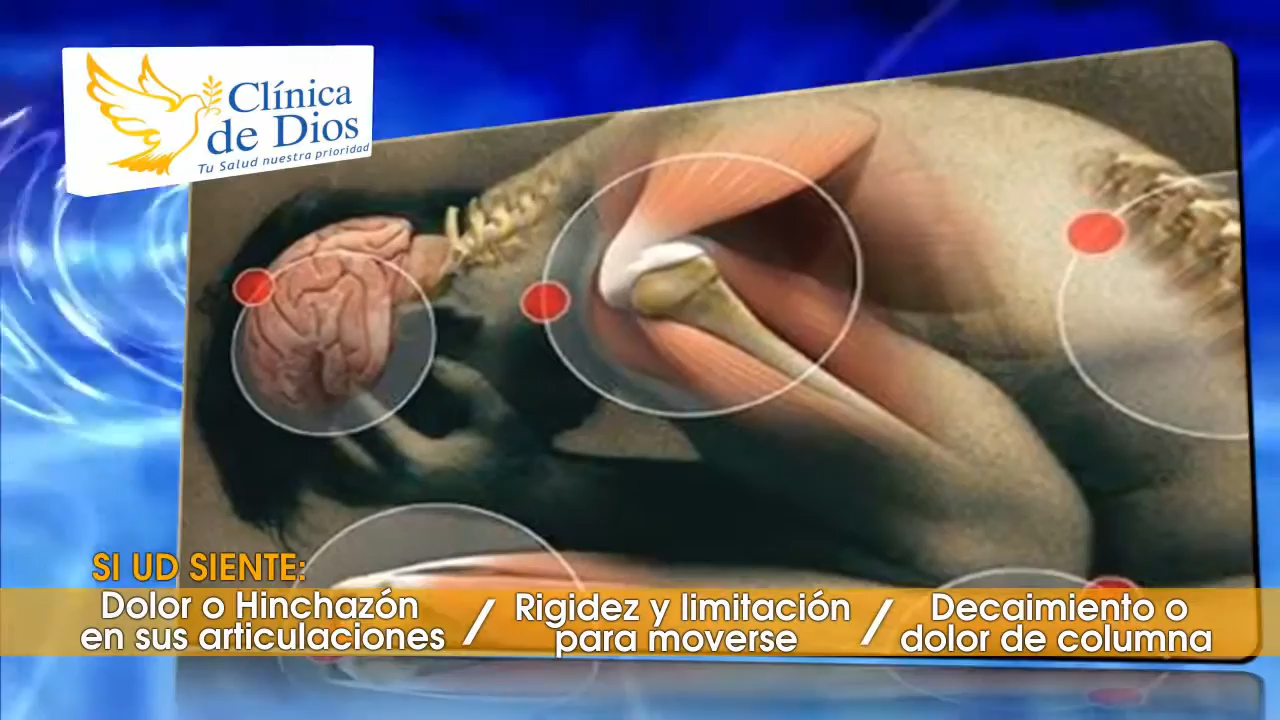 Clínica
de Dios
Tu Salud nuestra prioridad
SI UD SIENTE:
Dolor o Hinchazón
en sus articulaciones
/
Rigidez y limitación
para moverse
/
Decaimiento o
dolor de columna